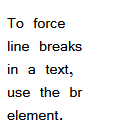 To force
line breaks
in a text,
use the br
element.